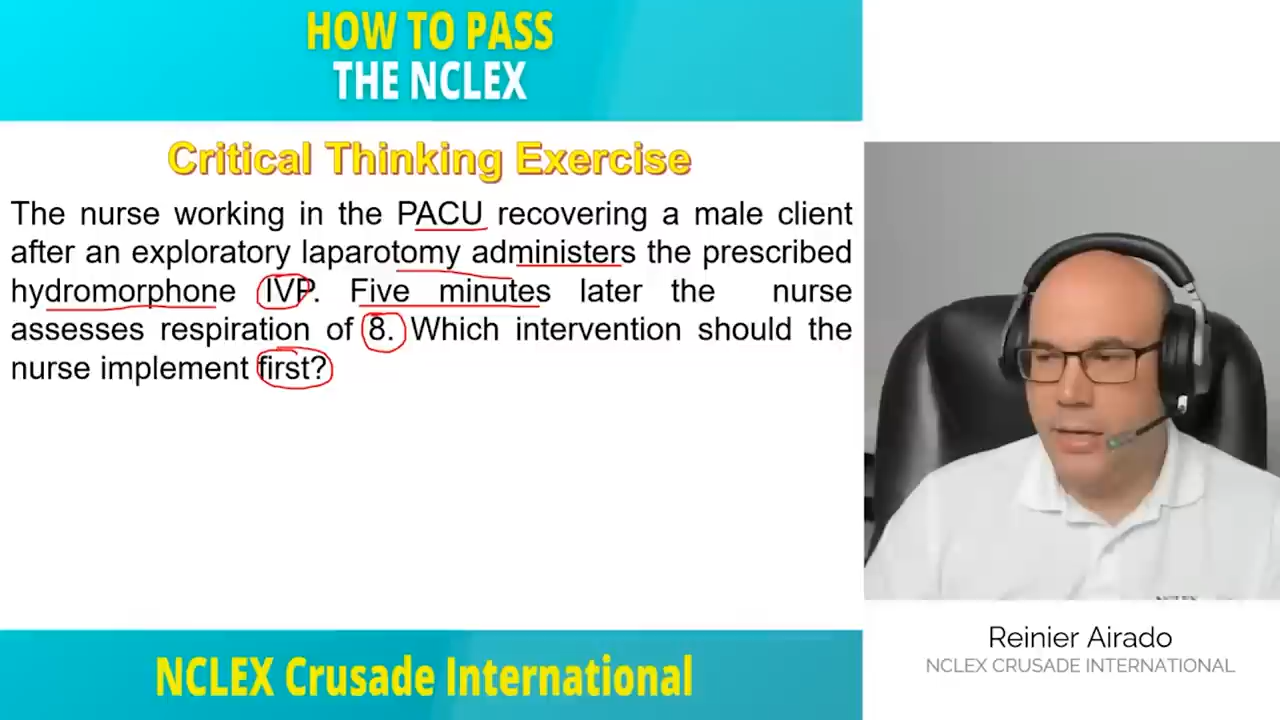 HOW TO PASS
THE NCLEX
Critical Thinking Exercise
The nurse working in the PACU recovering a male client
after an exploratory laparotomy administers the prescribed
hydromorphone IVP. Five minutes later the nurse
assesses respiration of 8. Which intervention should the
nurse implement first?
NCLEX Crusade International
Reinier Airado
NCLEX CRUSADE INTERNATIONAL